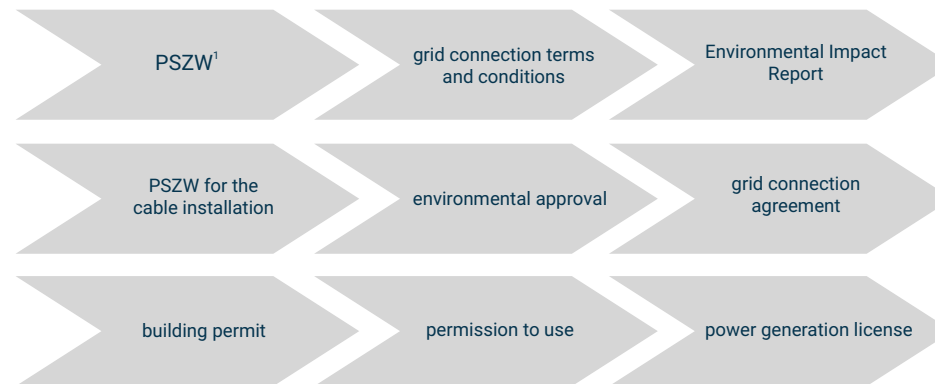 PSZW¹
grid connection terms
and conditions
Environmental Impact
Report
PSZW for the
cable installation
environmental approval
grid connection
agreement
building permit
permission to use
power generation license